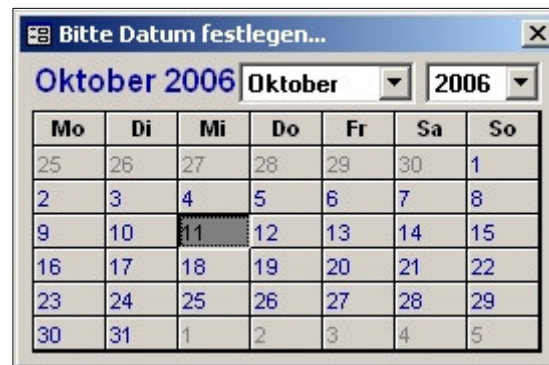 Bitte Datum festlegen...
Oktober 2006 Oktober 2006
Mo Di Mi Do Fr Sa So
25 26 27 28 29 30 1
2 3 4 5 6 7 8
9 10 11 12 13 14 15
16 17 18 19 20 21 22
23 24 25 26 27 28 29
30 31 1 2 3 4 5